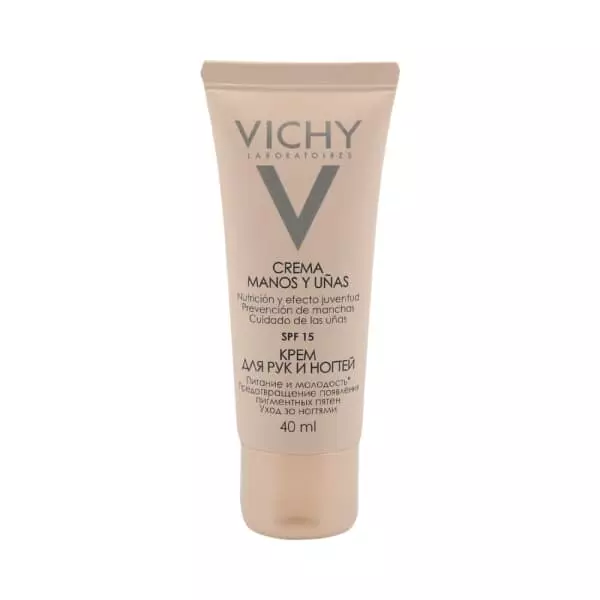 VICHY
LABORATOIRES
V
CREMA
MANOS Y UÑAS
Nutrición y efecto juventud
Prevención de manchas
Cuidado de las uñas
SPF 15
КРЕМ
ДЛЯ РУК И НОГТЕЙ
Питание и молодость*
Предотвращение появления
пигментных пятен
Уход за ногтями
40 ml